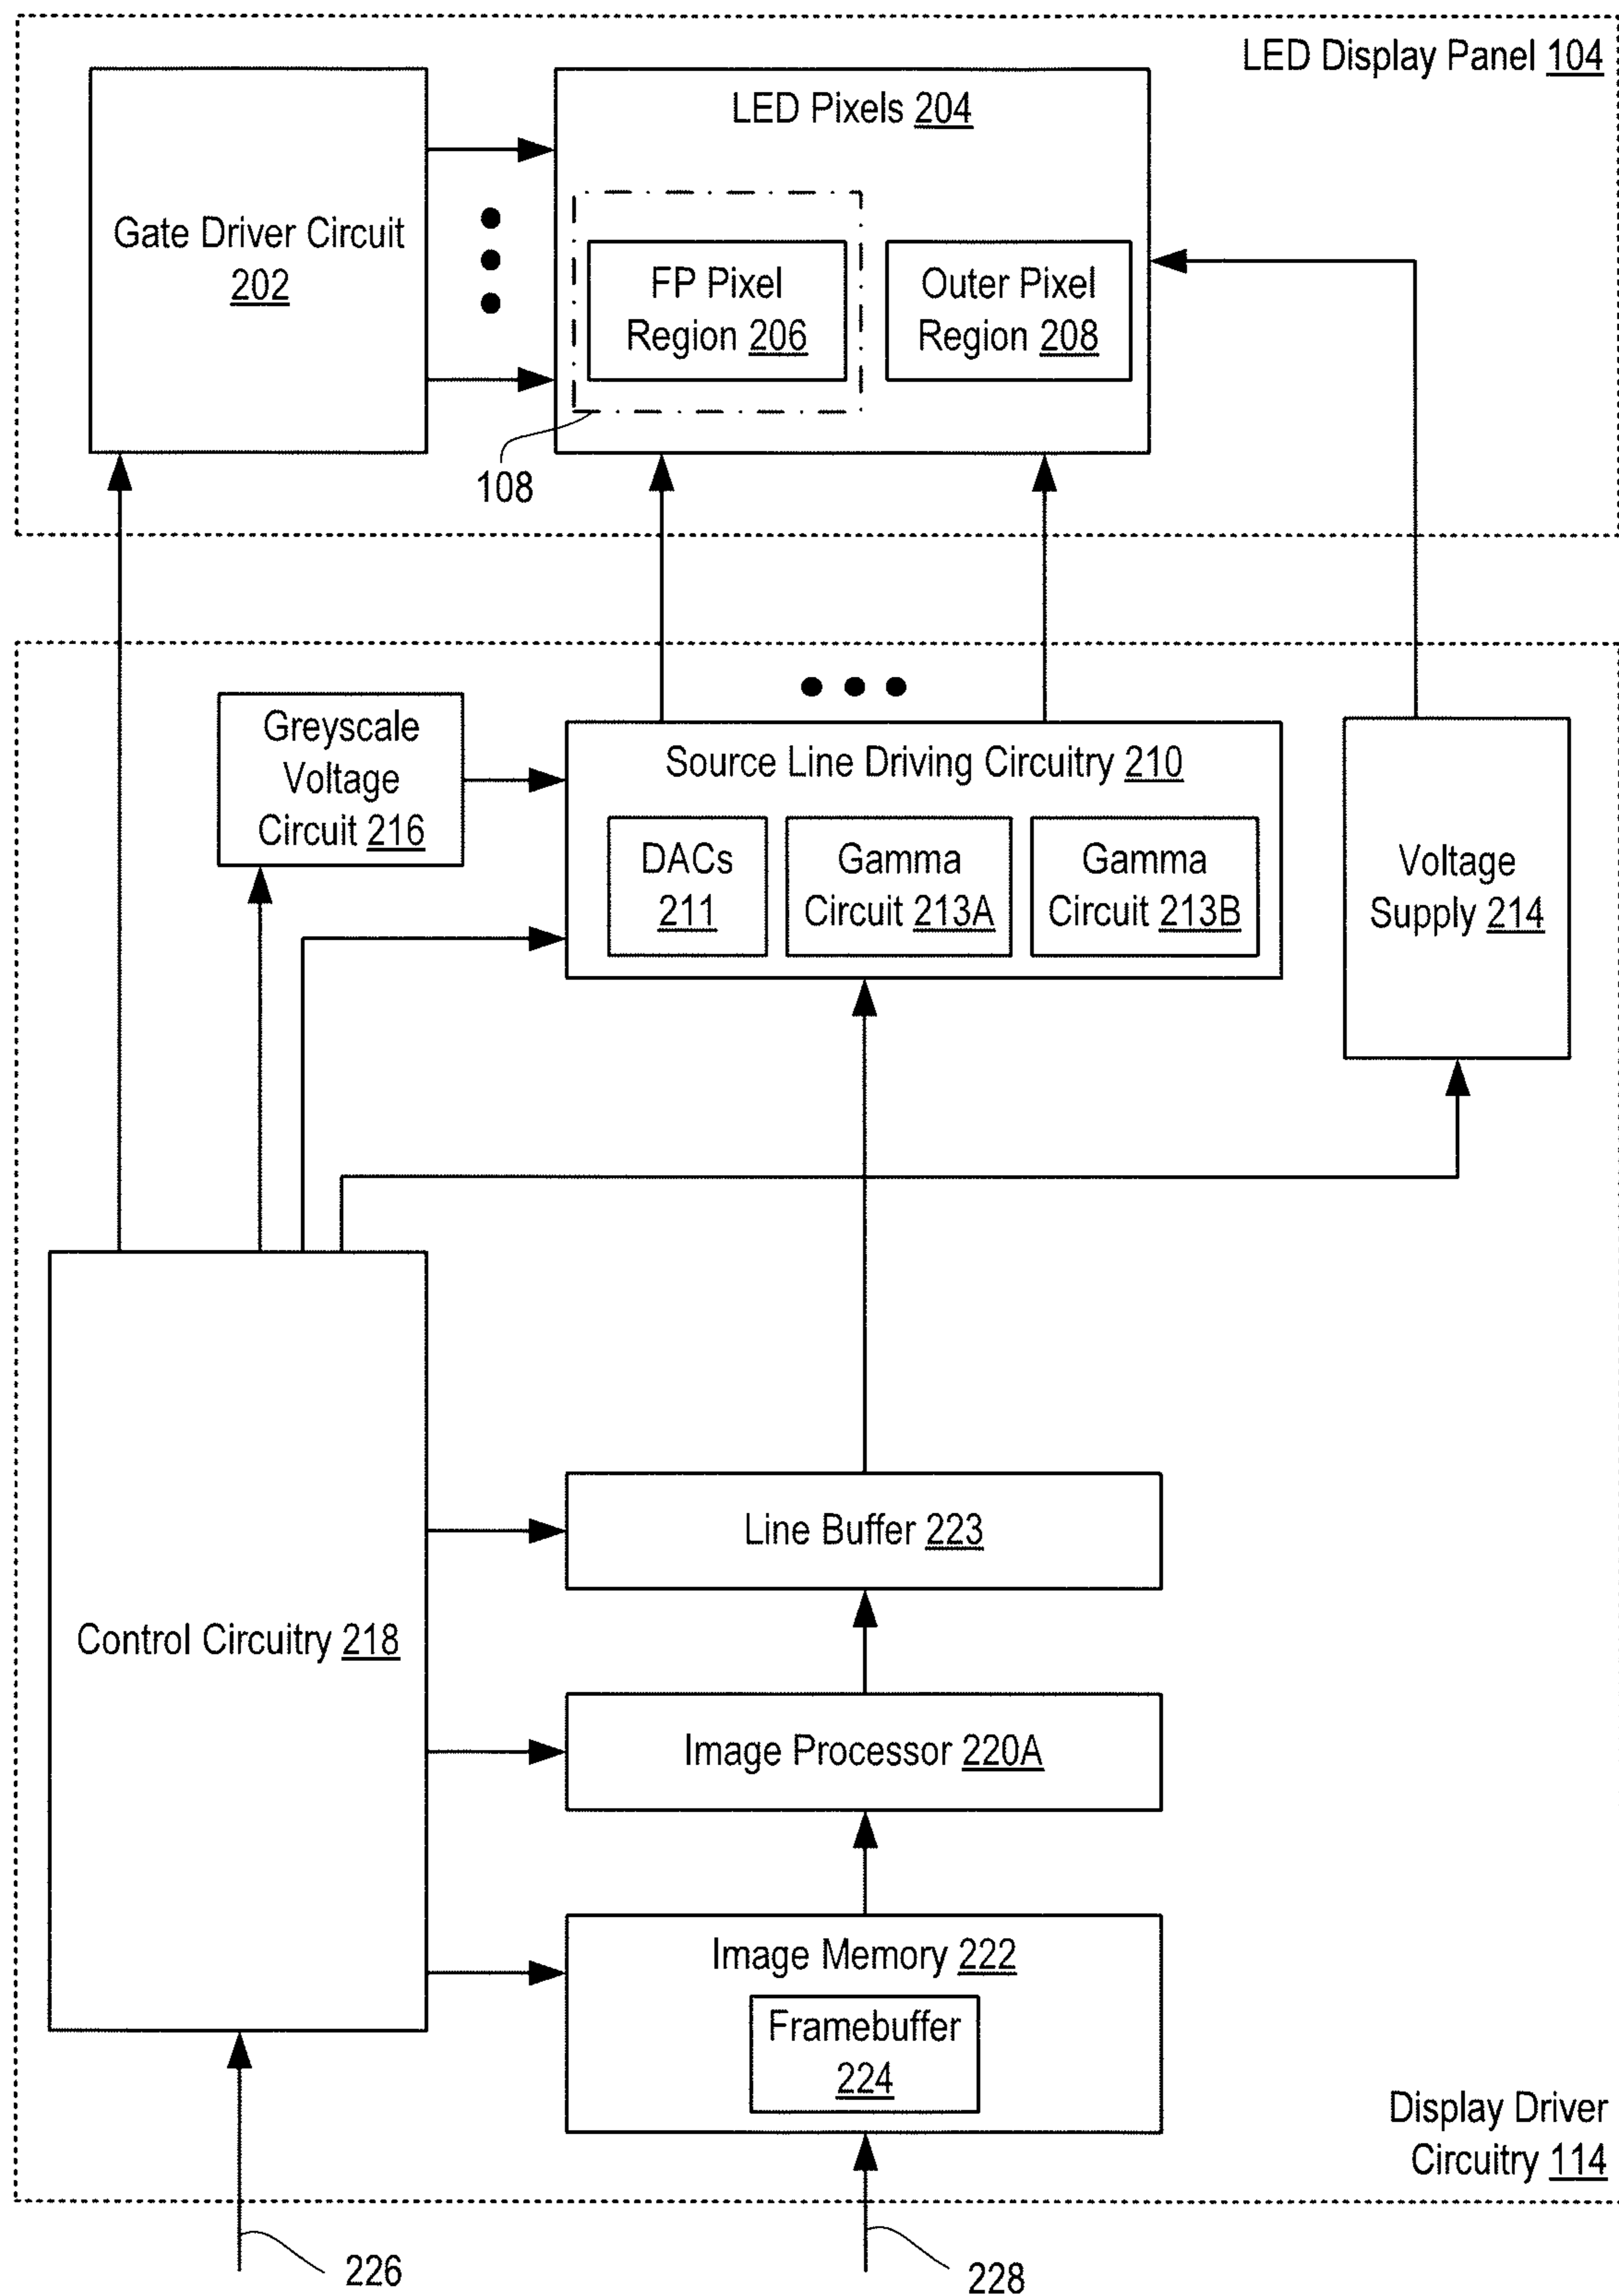 LED Display Panel 104
LED Pixels 204
Gate Driver Circuit
202
FP Pixel
Region 206
Outer Pixel
Region 208
108
Greyscale
Voltage
Circuit 216
Source Line Driving Circuitry 210
DACs
211
Gamma
Circuit 213A
Gamma
Circuit 213B
Voltage
Supply 214
Line Buffer 223
Control Circuitry 218
Image Processor 220A
Image Memory 222
Framebuffer
224
Display Driver
Circuitry 114
226
228